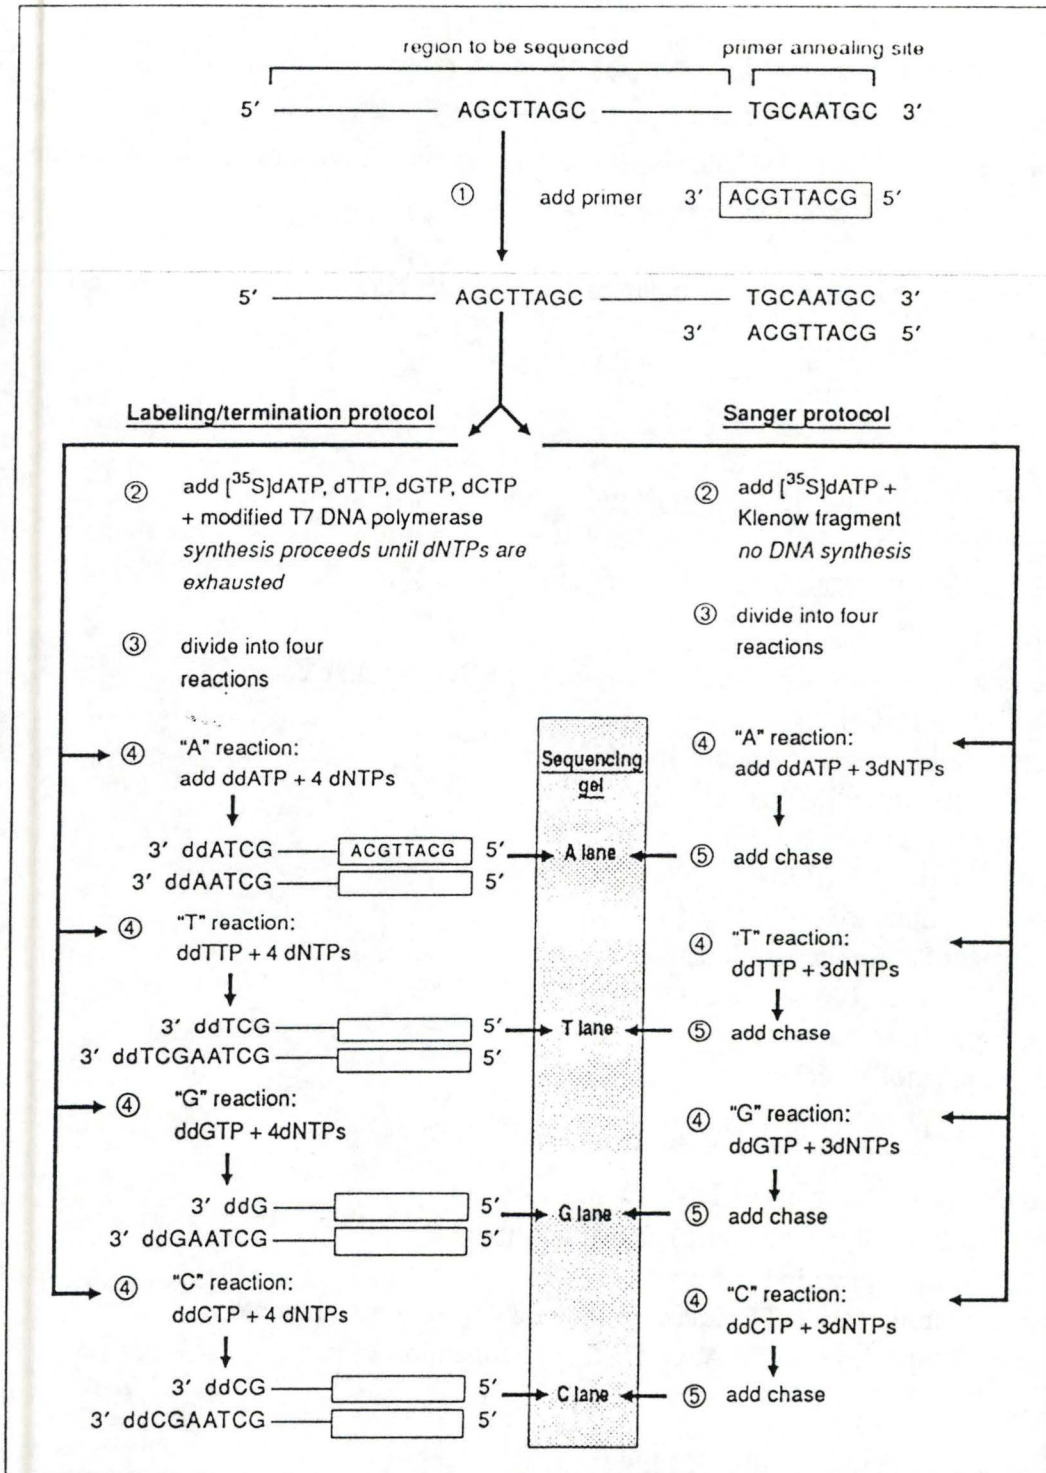 region to be sequenced primer annealing site
5′ AGCTTAGC TGCAATGC 3′
① add primer 3′ ACGTTACG 5′
5′ AGCTTAGC TGCAATGC 3′
3′ ACGTTACG 5′
Labeling/termination protocol
② add [³⁵S]dATP, dTTP, dGTP, dCTP
+ modified T7 DNA polymerase
synthesis proceeds until dNTPs are
exhausted
③ divide into four
reactions
④ "A" reaction:
add ddATP + 4 dNTPs
3′ ddATCG ACGTTACG 5′
3′ ddAATCG 5′
④ "T" reaction:
ddTTP + 4 dNTPs
3′ ddTCG 5′
3′ ddTCGAATCG 5′
④ "G" reaction:
ddGTP + 4dNTPs
3′ ddG 5′
3′ ddGAATCG 5′
④ "C" reaction:
ddCTP + 4 dNTPs
3′ ddCG 5′
3′ ddCGAATCG 5′
Sequencing
gel
A lane
T lane
G lane
C lane
Sanger protocol
② add [³⁵S]dATP +
Klenow fragment
no DNA synthesis
③ divide into four
reactions
④ "A" reaction:
add ddATP + 3dNTPs
⑤ add chase
④ "T" reaction:
ddTTP + 3dNTPs
⑤ add chase
④ "G" reaction:
ddGTP + 3dNTPs
⑤ add chase
④ "C" reaction:
ddCTP + 3dNTPs
⑤ add chase